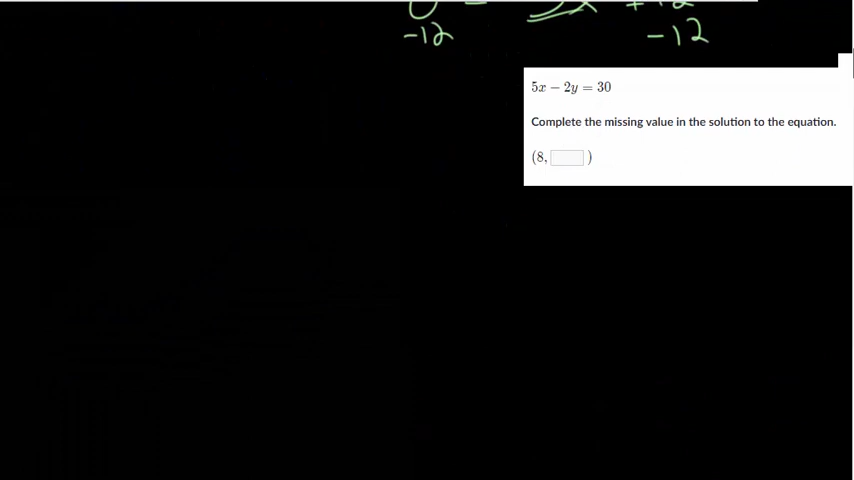 -12 -12
5x − 2y = 30
Complete the missing value in the solution to the equation.
(8, )